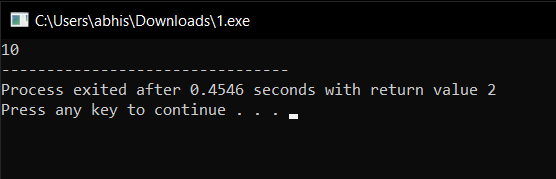 C:\Users\abhis\Downloads\1.exe
10
--------------------------------
Process exited after 0.4546 seconds with return value 2
Press any key to continue . . .